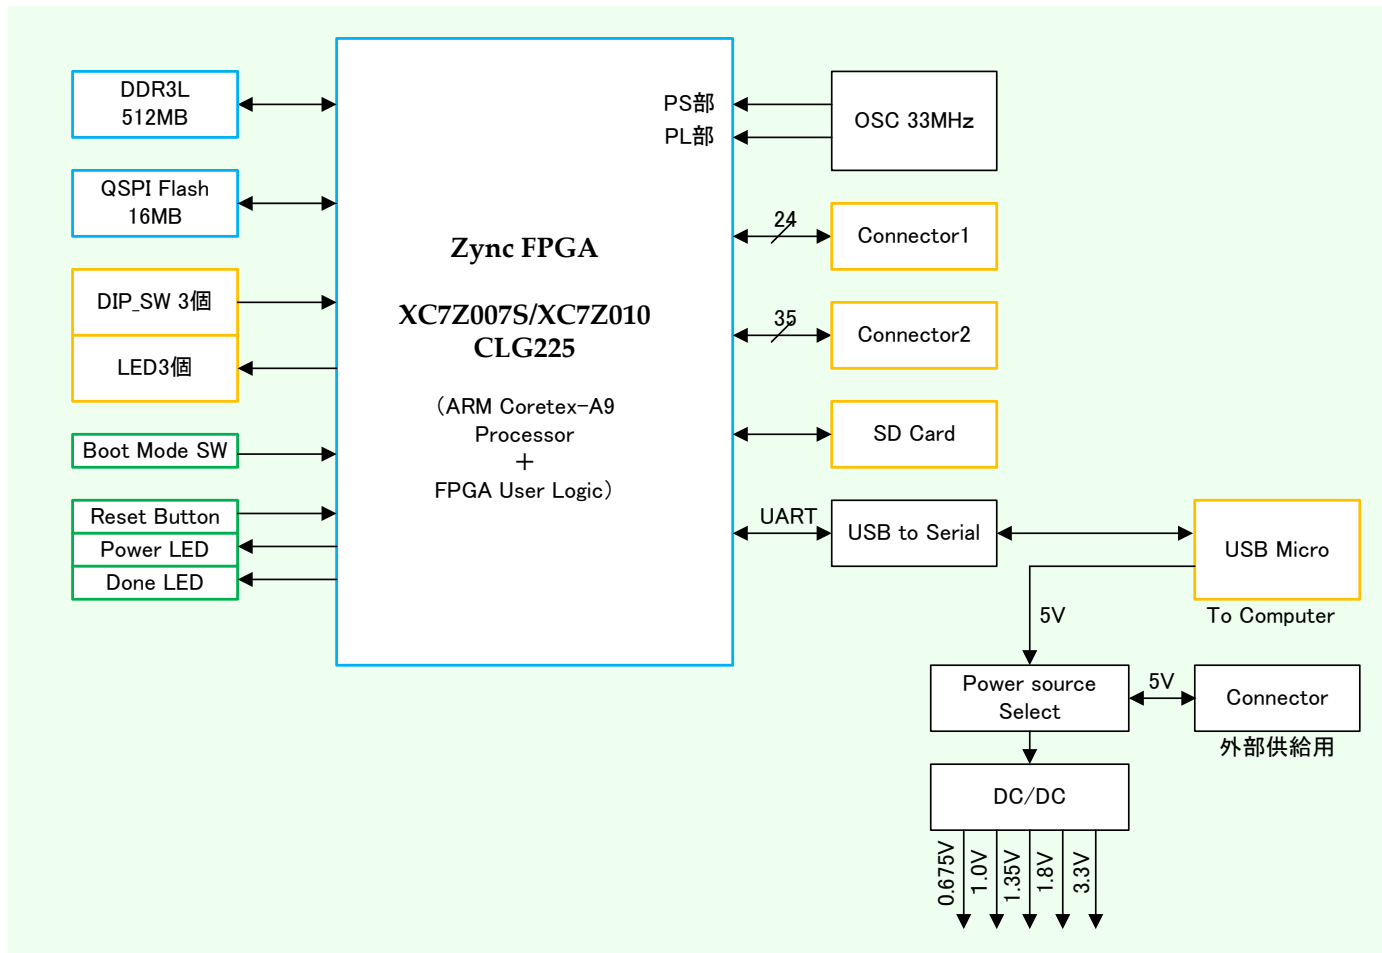 DDR3L
512MB
QSPI Flash
16MB
DIP_SW 3個
LED3個
Boot Mode SW
Reset Button
Power LED
Done LED
Zync FPGA
XC7Z007S/XC7Z010
CLG225
（ARM Coretex-A9
Processor
＋
FPGA User Logic）
PS部
PL部
OSC 33MHz
24
Connector1
35
Connector2
SD Card
UART
USB to Serial
USB Micro
To Computer
5V
Power source
Select
5V
Connector
外部供給用
DC/DC
0.675V
1.0V
1.35V
1.8V
3.3V